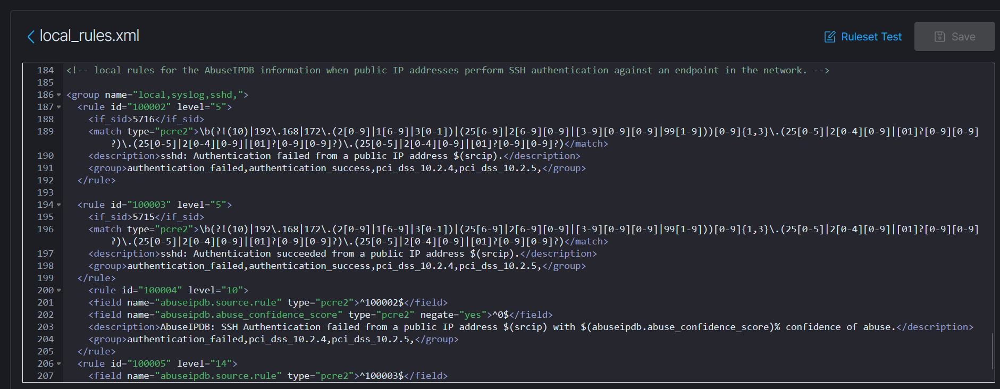 local_rules.xml
Ruleset Test
Save
184 <!-- local rules for the AbuseIPDB information when public IP addresses perform SSH authentication against an endpoint in the network. -->
185
186 <group name="local,syslog,sshd,">
187 <rule id="100002" level="5">
188 <if_sid>5716</if_sid>
189 <match type="pcre2">\b(?!(10)|192\.168|172\.(2[0-9]|1[6-9]|3[0-1])|(25[6-9]|2[6-9][0-9]|[3-9][0-9][0-9]|99[1-9]))[0-9]{1,3}\.(25[0-5]|2[0-4][0-9]|[01]?[0-9][0-9]
?)\.(25[0-5]|2[0-4][0-9]|[01]?[0-9][0-9]?)\.(25[0-5]|2[0-4][0-9]|[01]?[0-9][0-9]?)</match>
190 <description>sshd: Authentication failed from a public IP address $(srcip).</description>
191 <group>authentication_failed,authentication_success,pci_dss_10.2.4,pci_dss_10.2.5,</group>
192 </rule>
193
194 <rule id="100003" level="5">
195 <if_sid>5715</if_sid>
196 <match type="pcre2">\b(?!(10)|192\.168|172\.(2[0-9]|1[6-9]|3[0-1])|(25[6-9]|2[6-9][0-9]|[3-9][0-9][0-9]|99[1-9]))[0-9]{1,3}\.(25[0-5]|2[0-4][0-9]|[01]?[0-9][0-9]
?)\.(25[0-5]|2[0-4][0-9]|[01]?[0-9][0-9]?)\.(25[0-5]|2[0-4][0-9]|[01]?[0-9][0-9]?)</match>
197 <description>sshd: Authentication succeeded from a public IP address $(srcip).</description>
198 <group>authentication_failed,authentication_success,pci_dss_10.2.4,pci_dss_10.2.5,</group>
199 </rule>
200 <rule id="100004" level="10">
201 <field name="abuseipdb.source.rule" type="pcre2">^100002$</field>
202 <field name="abuseipdb.abuse_confidence_score" type="pcre2" negate="yes">^0$</field>
203 <description>AbuseIPDB: SSH Authentication failed from a public IP address $(srcip) with $(abuseipdb.abuse_confidence_score)% confidence of abuse.</description>
204 <group>authentication_failed,pci_dss_10.2.4,pci_dss_10.2.5,</group>
205 </rule>
206 <rule id="100005" level="14">
207 <field name="abuseipdb.source.rule" type="pcre2">^100003$</field>